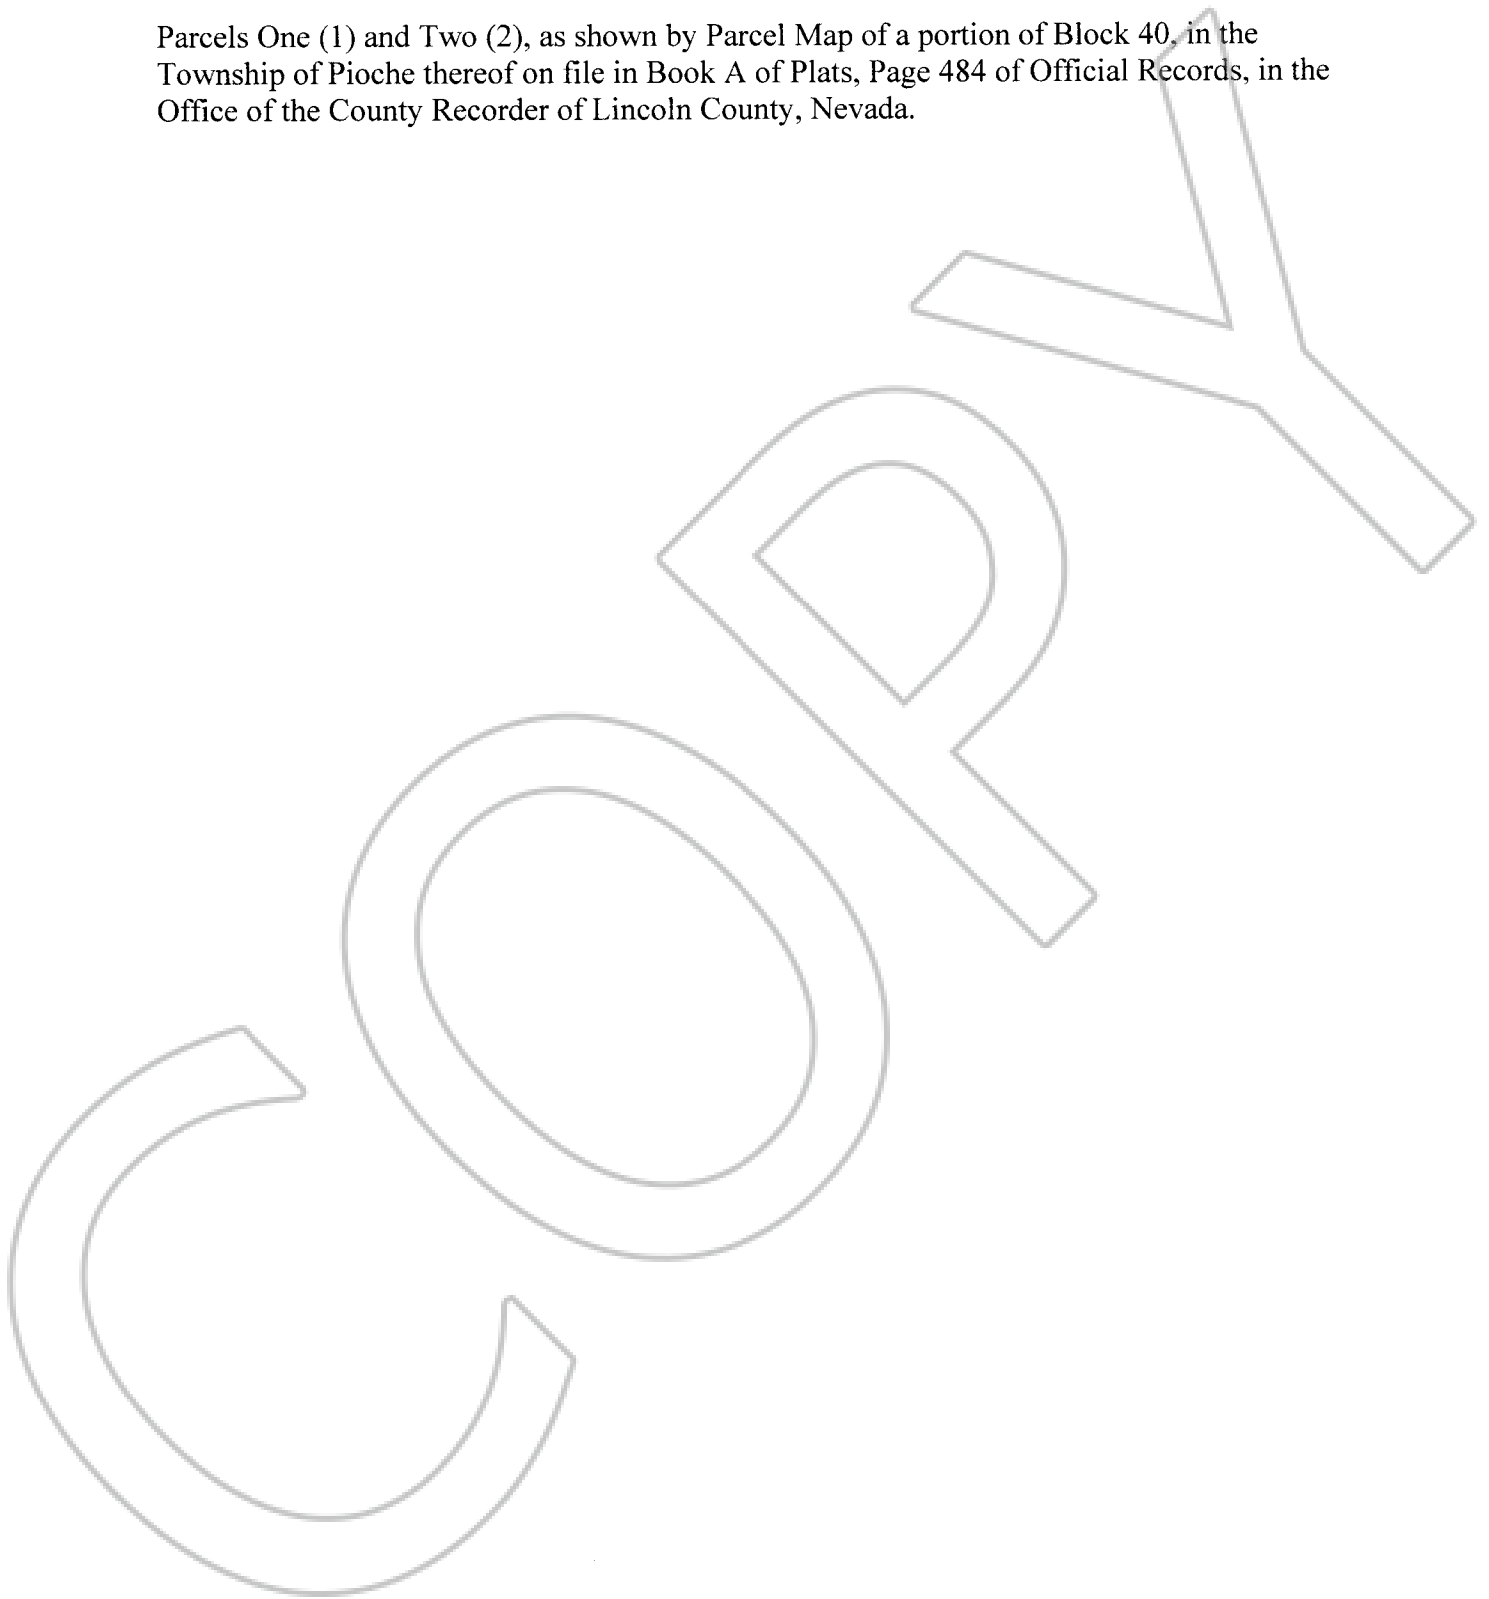 Parcels One (1) and Two (2), as shown by Parcel Map of a portion of Block 40, in the
Township of Pioche thereof on file in Book A of Plats, Page 484 of Official Records, in the
Office of the County Recorder of Lincoln County, Nevada.
COPY